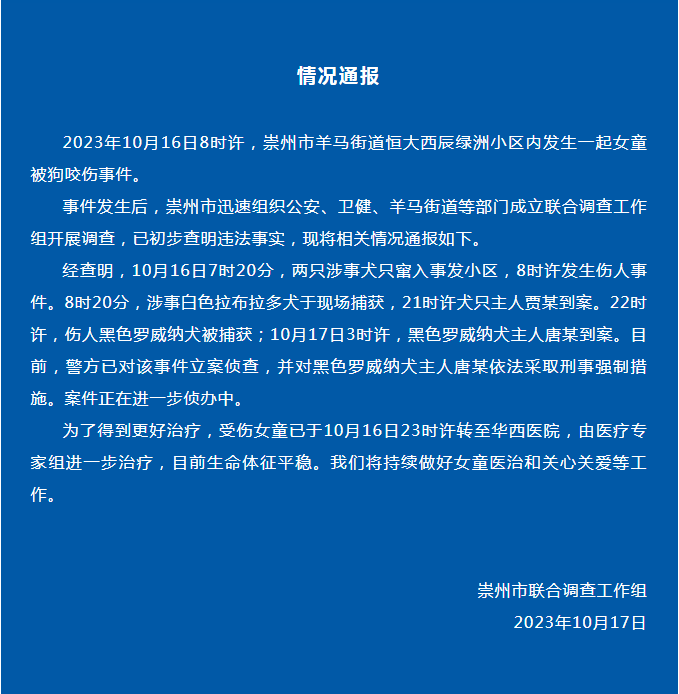 情况通报
2023年10月16日8时许，崇州市羊马街道恒大西辰绿洲小区内发生一起女童
被狗咬伤事件。
事件发生后，崇州市迅速组织公安、卫健、羊马街道等部门成立联合调查工作
组开展调查，已初步查明违法事实，现将相关情况通报如下。
经查明，10月16日7时20分，两只涉事犬只窜入事发小区，8时许发生伤人事
件。8时20分，涉事白色拉布拉多犬于现场捕获，21时许犬只主人贾某到案。22时
许，伤人黑色罗威纳犬被捕获；10月17日3时许，黑色罗威纳犬主人唐某到案。目
前，警方已对该事件立案侦查，并对黑色罗威纳犬主人唐某依法采取刑事强制措
施。案件正在进一步侦办中。
为了得到更好治疗，受伤女童已于10月16日23时许转至华西医院，由医疗专
家组进一步治疗，目前生命体征平稳。我们将持续做好女童医治和关心关爱等工
作。
崇州市联合调查工作组
2023年10月17日